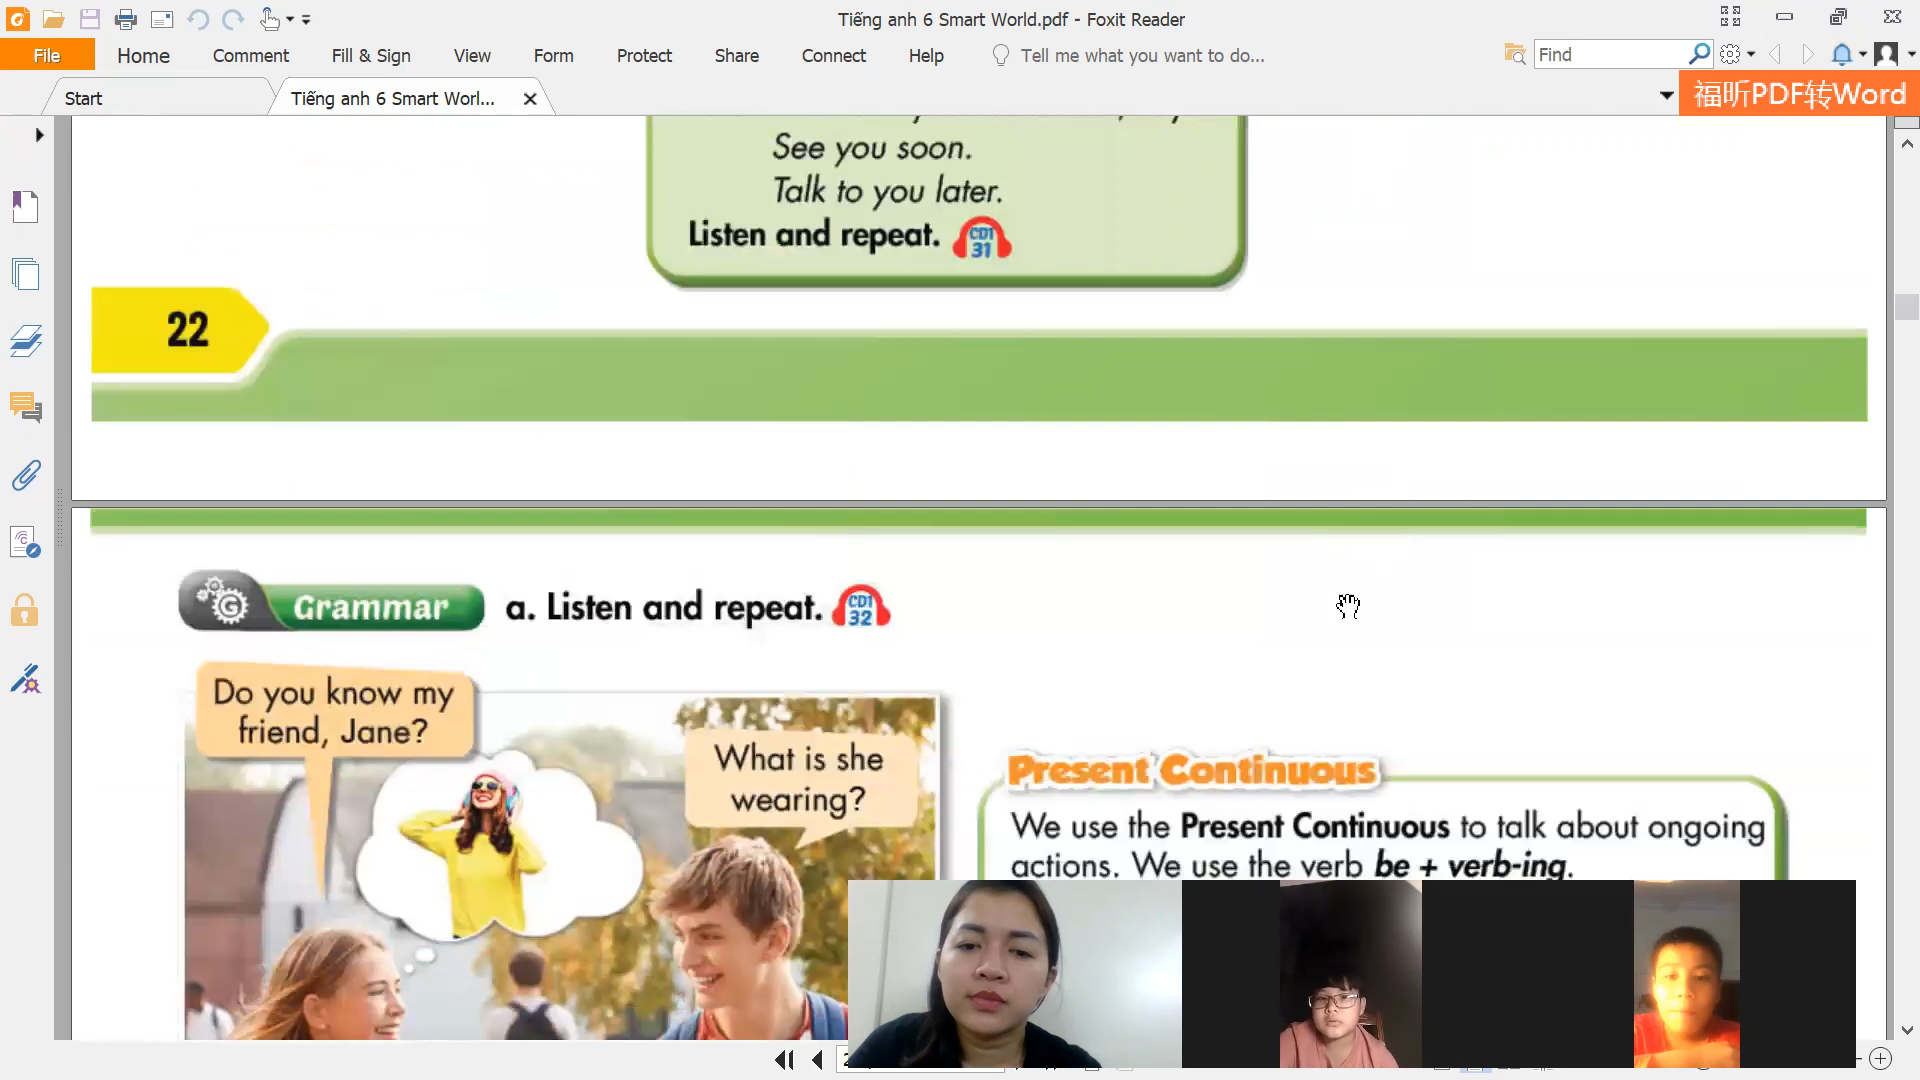 Tiếng anh 6 Smart World.pdf - Foxit Reader
File Home Comment Fill & Sign View Form Protect Share Connect Help Tell me what you want to do... Find
Start Tiếng anh 6 Smart Worl... 福昕PDF转Word
See you soon.
Talk to you later.
Listen and repeat. CD1 31
22
Grammar a. Listen and repeat. CD1 32
Do you know my
friend, Jane?
What is she
wearing?
Present Continuous
We use the Present Continuous to talk about ongoing
actions. We use the verb be + verb-ing.